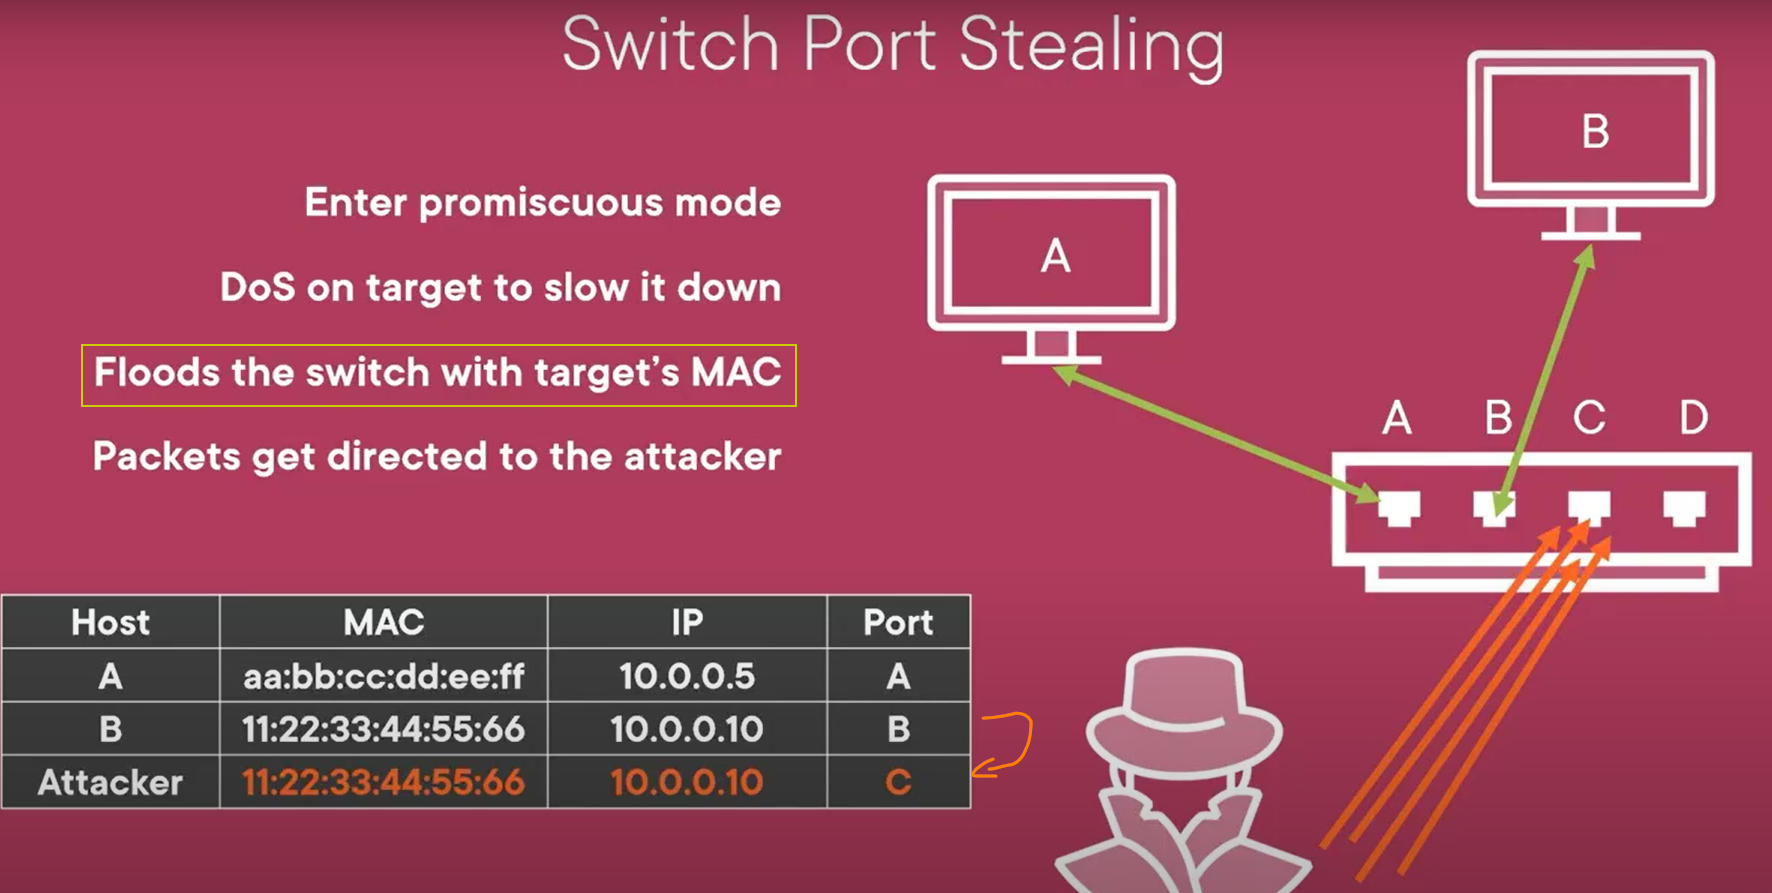 Switch Port Stealing
Enter promiscuous mode
DoS on target to slow it down
Floods the switch with target's MAC
Packets get directed to the attacker
A
B
A B C D
Host MAC IP Port
A aa:bb:cc:dd:ee:ff 10.0.0.5 A
B 11:22:33:44:55:66 10.0.0.10 B
Attacker 11:22:33:44:55:66 10.0.0.10 C